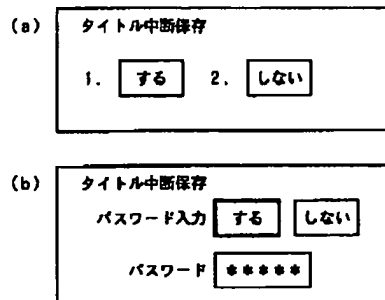 (a) タイトル中断保存
1. する 2. しない
(b) タイトル中断保存
パスワード入力 する しない
パスワード *****